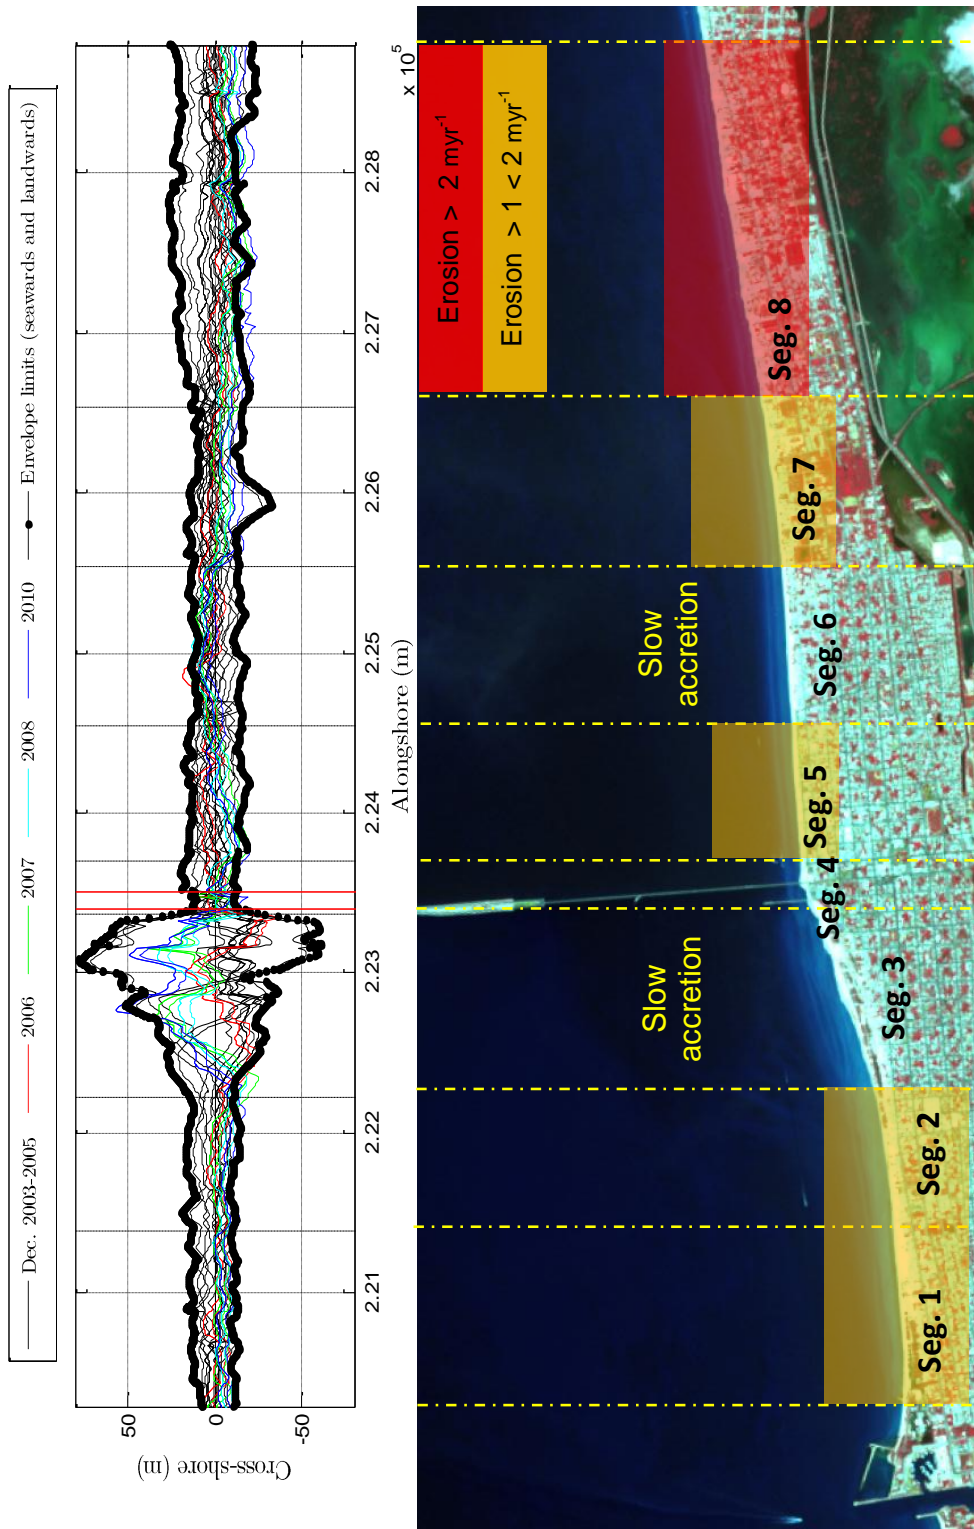 Dec. 2003-2005
2006
2007
2008
2010
Envelope limits (seawards and landwards)
50
0
-50
Cross-shore (m)
2.21
2.22
2.23
2.24
2.25
2.26
2.27
2.28
x 10⁵
Alongshore (m)
Erosion > 2 myr⁻¹
Erosion > 1 < 2 myr⁻¹
Slow
accretion
Slow
accretion
Seg. 1
Seg. 2
Seg. 3
Seg. 4
Seg. 5
Seg. 6
Seg. 7
Seg. 8